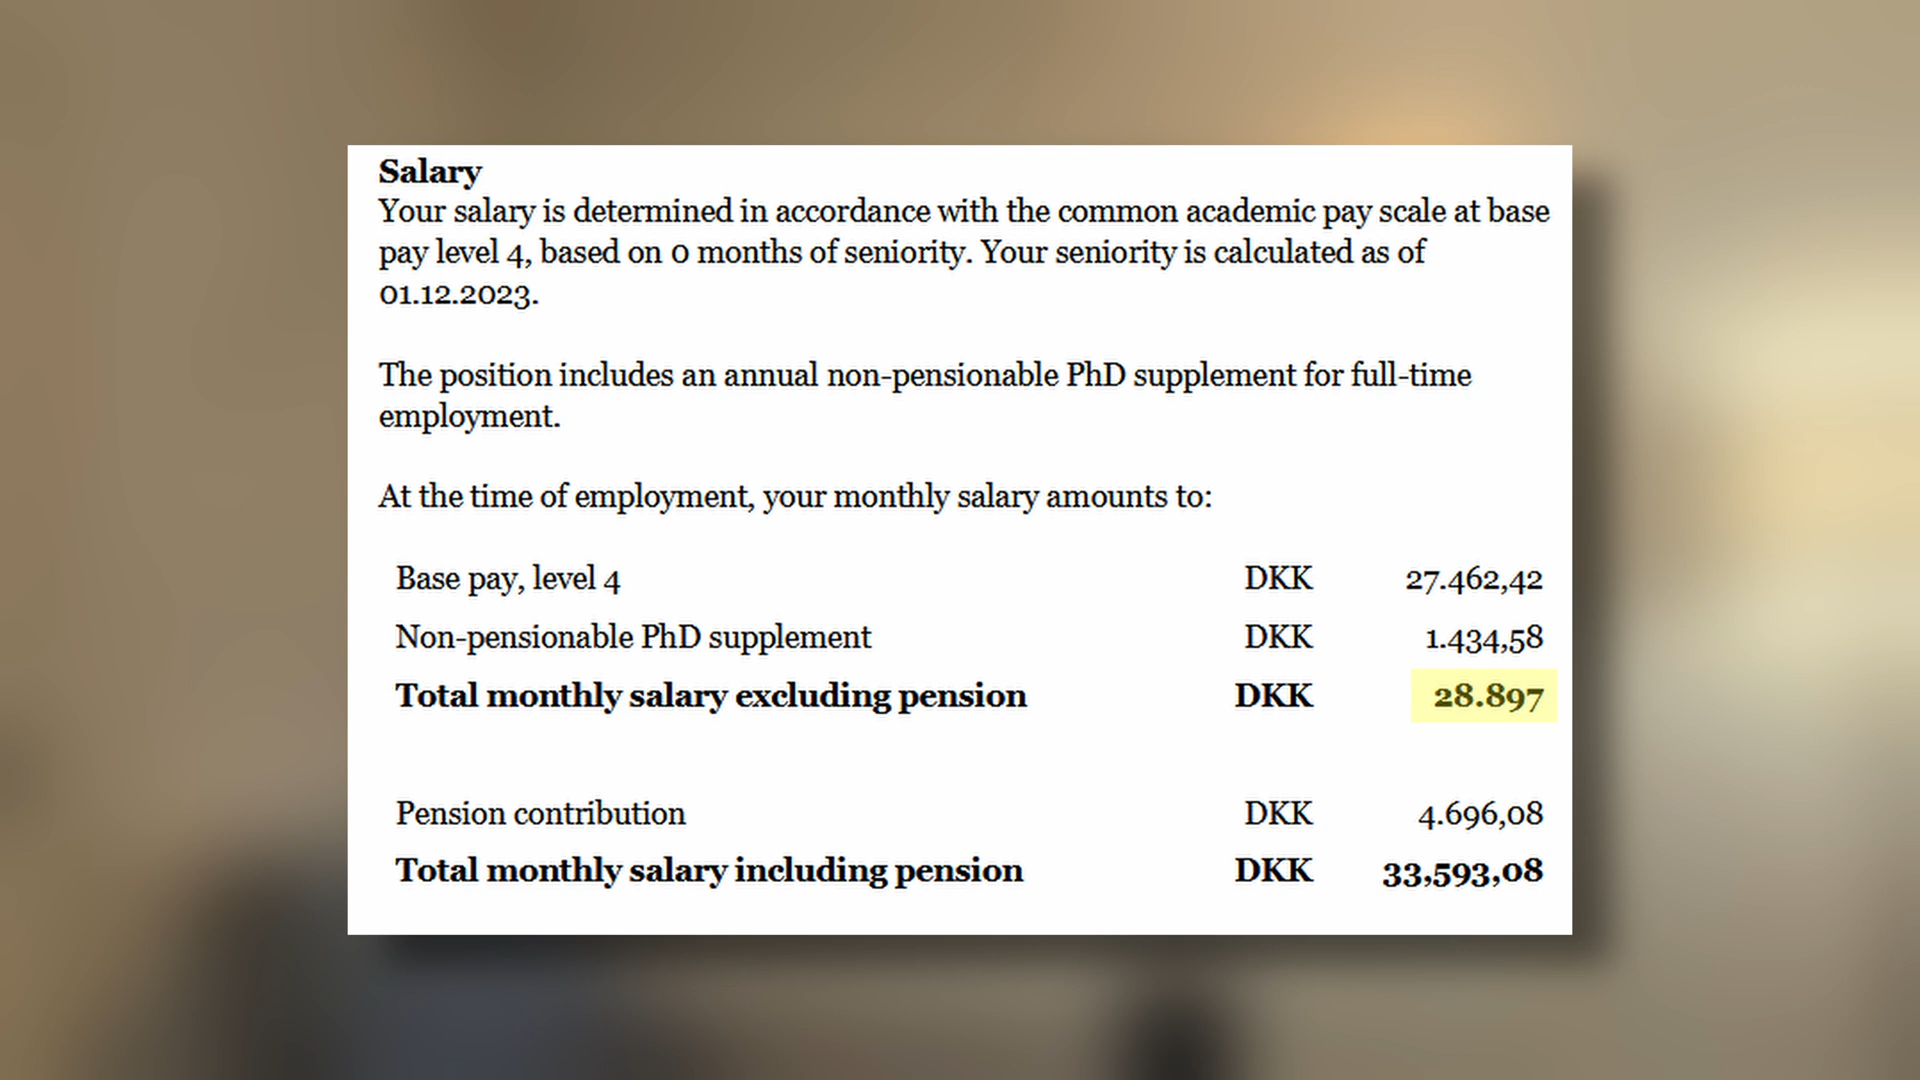 Salary
Your salary is determined in accordance with the common academic pay scale at base
pay level 4, based on 0 months of seniority. Your seniority is calculated as of
01.12.2023.
The position includes an annual non-pensionable PhD supplement for full-time
employment.
At the time of employment, your monthly salary amounts to:
Base pay, level 4 DKK 27.462,42
Non-pensionable PhD supplement DKK 1.434,58
Total monthly salary excluding pension DKK 28.897
Pension contribution DKK 4.696,08
Total monthly salary including pension DKK 33,593,08